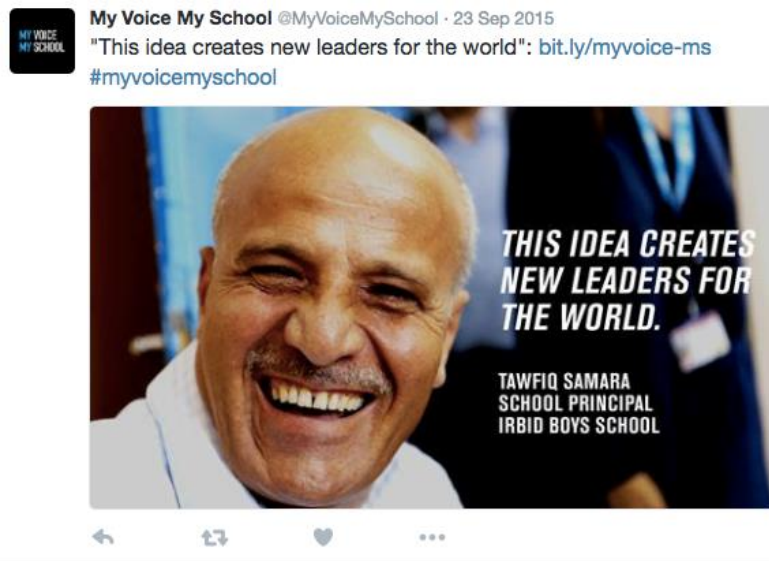 MY VOICE
MY SCHOOL
My Voice My School @MyVoiceMySchool · 23 Sep 2015
"This idea creates new leaders for the world": bit.ly/myvoice-ms
#myvoicemyschool
THIS IDEA CREATES
NEW LEADERS FOR
THE WORLD.
TAWFIQ SAMARA
SCHOOL PRINCIPAL
IRBID BOYS SCHOOL